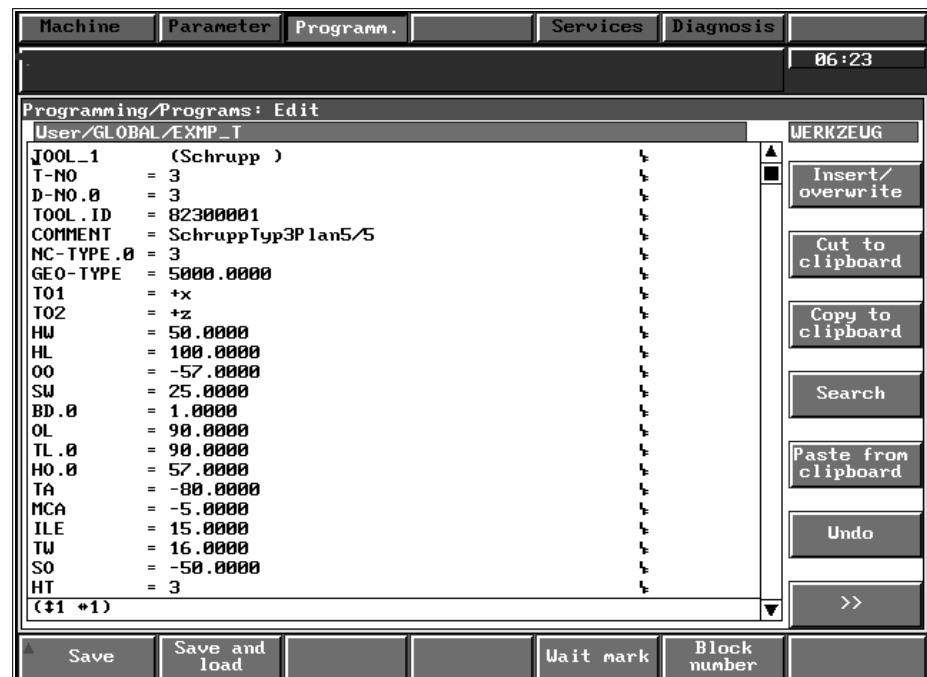 Machine Parameter Programm. Services Diagnosis
06:23
Programming/Programs: Edit
User/GLOBAL/EXMP_T
WERKZEUG
TOOL_1 (Schrupp )
T-NO = 3
D-NO.0 = 3
TOOL.ID = 82300001
COMMENT = SchruppTyp3Plan5/5
NC-TYPE.0 = 3
GEO-TYPE = 5000.0000
TO1 = +x
TO2 = +z
HW = 50.0000
HL = 100.0000
OO = -57.0000
SW = 25.0000
BD.0 = 1.0000
OL = 90.0000
TL.0 = 90.0000
HO.0 = 57.0000
TA = -80.0000
MCA = -5.0000
ILE = 15.0000
TW = 16.0000
SO = -50.0000
HT = 3
(↕1 ↔1)
Insert/
overwrite
Cut to
clipboard
Copy to
clipboard
Search
Paste from
clipboard
Undo
>>
Save
Save and
load
Wait mark
Block
number